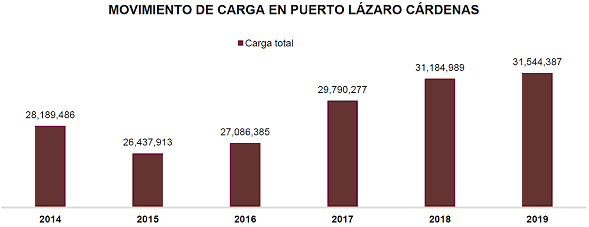 MOVIMIENTO DE CARGA EN PUERTO LÁZARO CÁRDENAS
Carga total
28,189,486
26,437,913
27,086,385
29,790,277
31,184,989
31,544,387
2014 2015 2016 2017 2018 2019